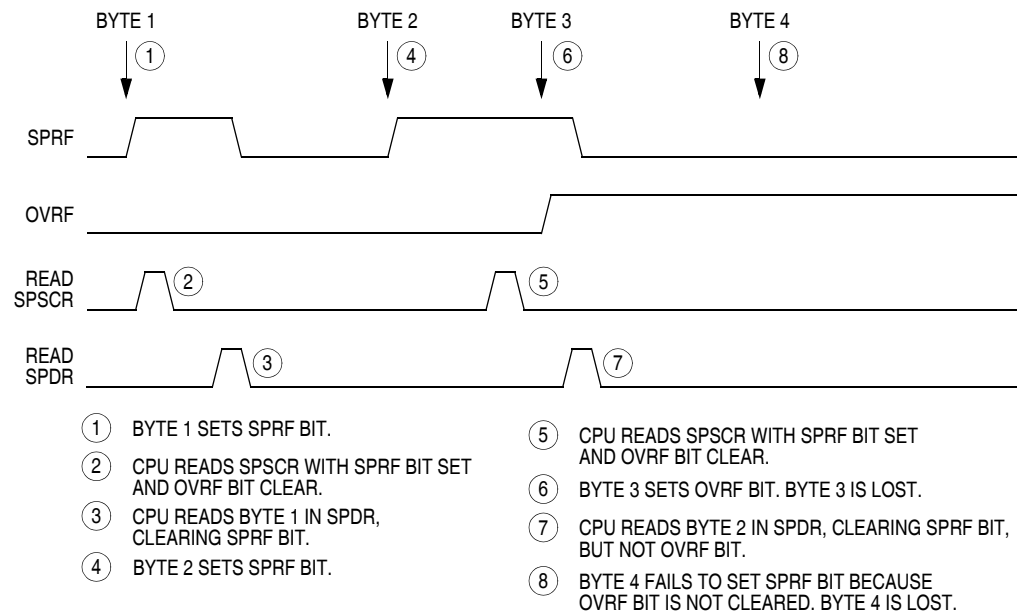 BYTE 1 BYTE 2 BYTE 3 BYTE 4
1 4 6 8
SPRF
OVRF
READ
SPSCR
2 5
READ
SPDR
3 7
1 BYTE 1 SETS SPRF BIT.
2 CPU READS SPSCR WITH SPRF BIT SET
AND OVRF BIT CLEAR.
3 CPU READS BYTE 1 IN SPDR,
CLEARING SPRF BIT.
4 BYTE 2 SETS SPRF BIT.
5 CPU READS SPSCR WITH SPRF BIT SET
AND OVRF BIT CLEAR.
6 BYTE 3 SETS OVRF BIT. BYTE 3 IS LOST.
7 CPU READS BYTE 2 IN SPDR, CLEARING SPRF BIT,
BUT NOT OVRF BIT.
8 BYTE 4 FAILS TO SET SPRF BIT BECAUSE
OVRF BIT IS NOT CLEARED. BYTE 4 IS LOST.